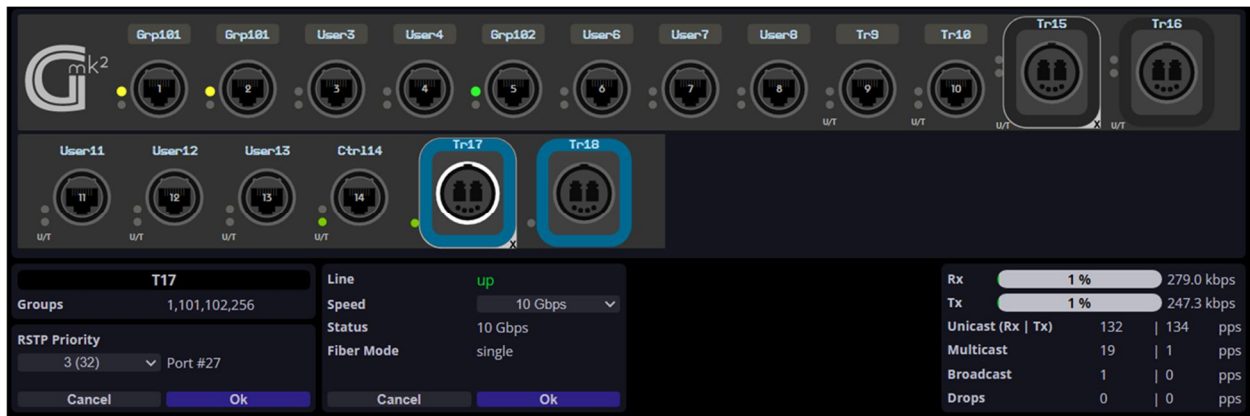 Grp101 Grp101 User3 User4 Grp102 User6 User7 User8 Tr9 Tr10 Tr15 Tr16
G mk²
1 2 3 4 5 6 7 8 9 10
U/T U/T U/T X U/T
User11 User12 User13 Ctrl14 Tr17 Tr18
11 12 13 14
U/T U/T U/T U/T X
T17
Groups 1,101,102,256
RSTP Priority
3 (32) Port #27
Cancel Ok
Line up
Speed 10 Gbps
Status 10 Gbps
Fiber Mode single
Cancel Ok
Rx 1 % 279.0 kbps
Tx 1 % 247.3 kbps
Unicast (Rx | Tx) 132 | 134 pps
Multicast 19 | 1 pps
Broadcast 1 | 0 pps
Drops 0 | 0 pps